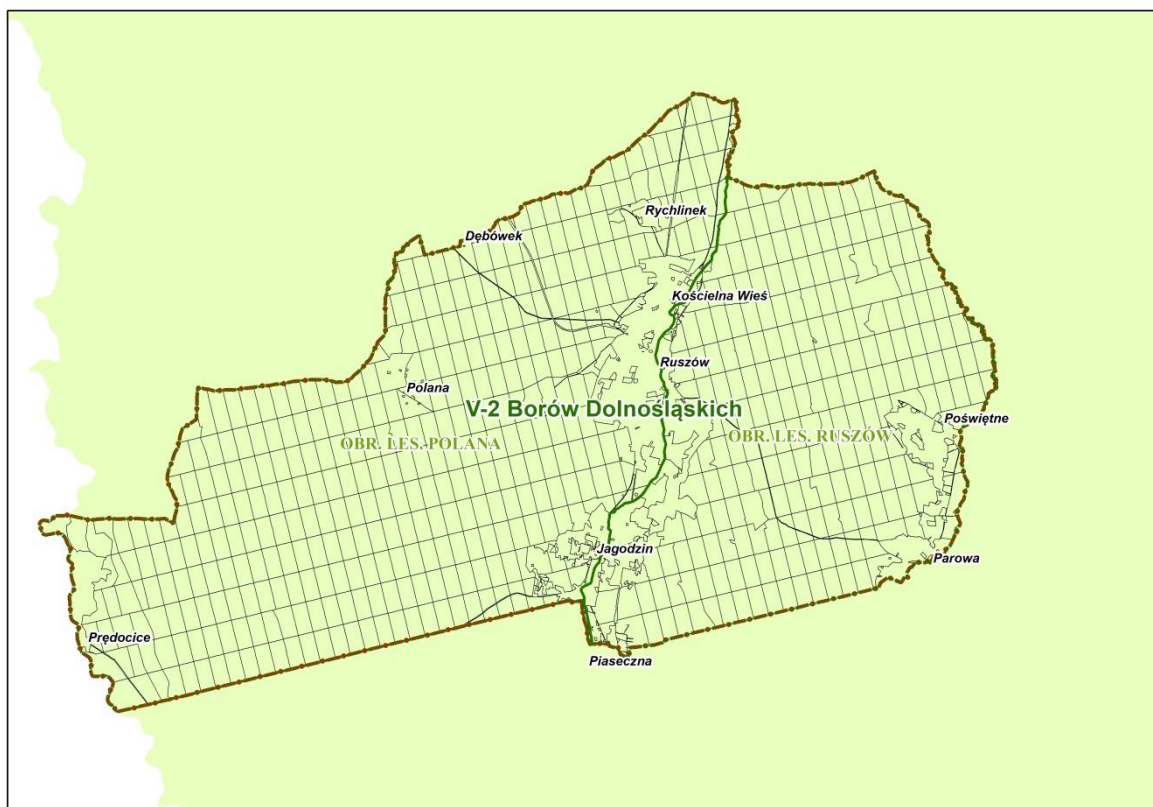 Rychlinek
Dębówek
Kościelna Wieś
Ruszów
Polana
V-2 Borów Dolnośląskich
Poświętne
OBR. LES. POLANA
OBR. LES. RUSZÓW
Jagodzin
Parowa
Prędocice
Piaseczna